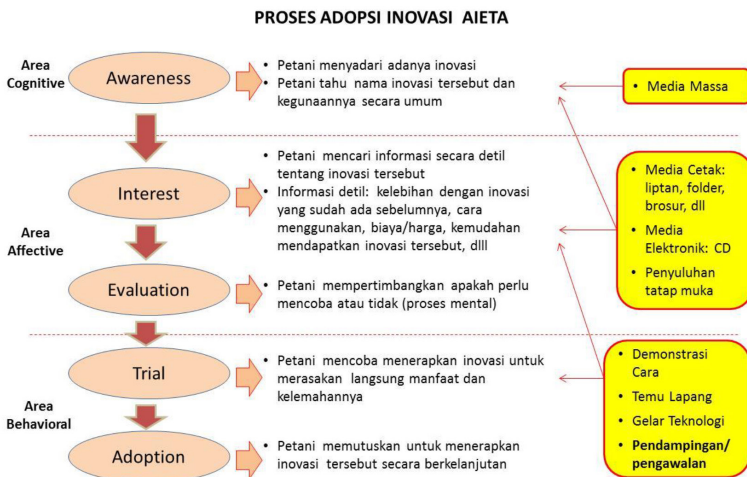 PROSES ADOPSI INOVASI AIETA
Area
Cognitive
Awareness
• Petani menyadari adanya inovasi
• Petani tahu nama inovasi tersebut dan
kegunaannya secara umum
• Media Massa
Interest
• Petani mencari informasi secara detil
tentang inovasi tersebut
• Informasi detil: kelebihan dengan inovasi
yang sudah ada sebelumnya, cara
menggunakan, biaya/harga, kemudahan
mendapatkan inovasi tersebut, dlll
Area
Affective
• Media Cetak:
liptan, folder,
brosur, dll
• Media
Elektronik: CD
• Penyuluhan
tatap muka
Evaluation
• Petani mempertimbangkan apakah perlu
mencoba atau tidak (proses mental)
Trial
• Petani mencoba menerapkan inovasi untuk
merasakan langsung manfaat dan
kelemahannya
Area
Behavioral
• Demonstrasi
Cara
• Temu Lapang
• Gelar Teknologi
• Pendampingan/
pengawalan
Adoption
• Petani memutuskan untuk menerapkan
inovasi tersebut secara berkelanjutan